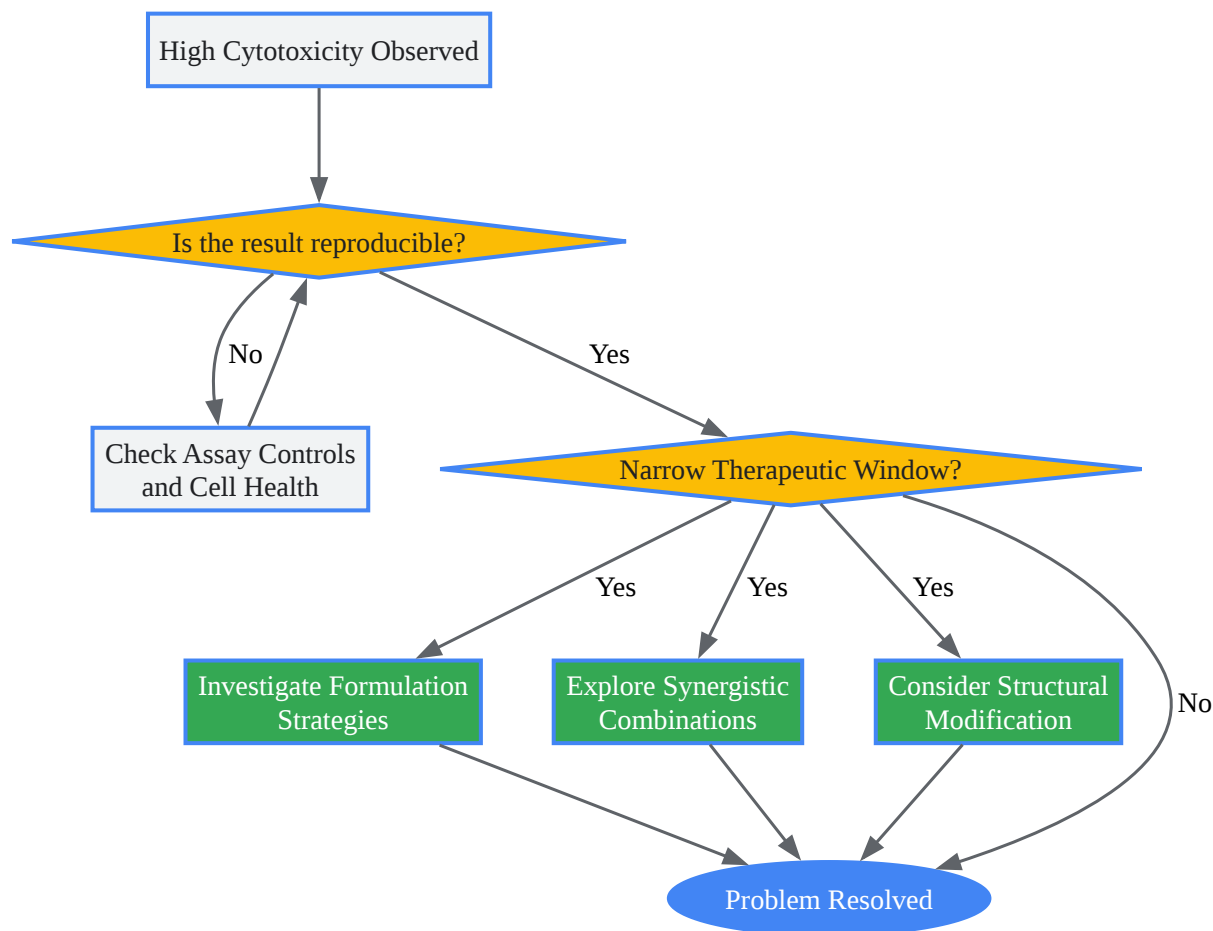 High Cytotoxicity Observed
Is the result reproducible?
No
Yes
Check Assay Controls
and Cell Health
Narrow Therapeutic Window?
Yes
Yes
Yes
No
Investigate Formulation
Strategies
Explore Synergistic
Combinations
Consider Structural
Modification
Problem Resolved